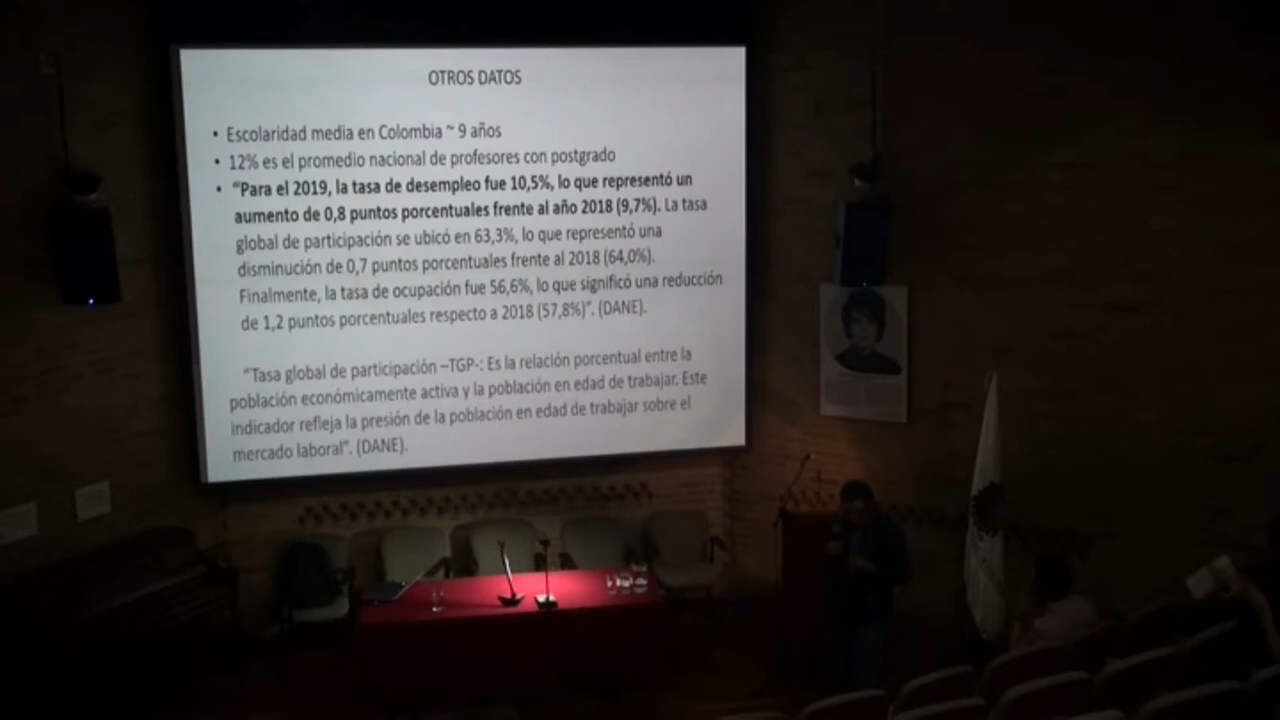 OTROS DATOS
• Escolaridad media en Colombia ~ 9 años
• 12% es el promedio nacional de profesores con postgrado
• "Para el 2019, la tasa de desempleo fue 10,5%, lo que representó un
aumento de 0,8 puntos porcentuales frente al año 2018 (9,7%). La tasa
global de participación se ubicó en 63,3%, lo que representó una
disminución de 0,7 puntos porcentuales frente al 2018 (64,0%).
Finalmente, la tasa de ocupación fue 56,6%, lo que significó una reducción
de 1,2 puntos porcentuales respecto a 2018 (57,8%)". (DANE).
"Tasa global de participación –TGP-: Es la relación porcentual entre la
población económicamente activa y la población en edad de trabajar. Este
indicador refleja la presión de la población en edad de trabajar sobre el
mercado laboral". (DANE).